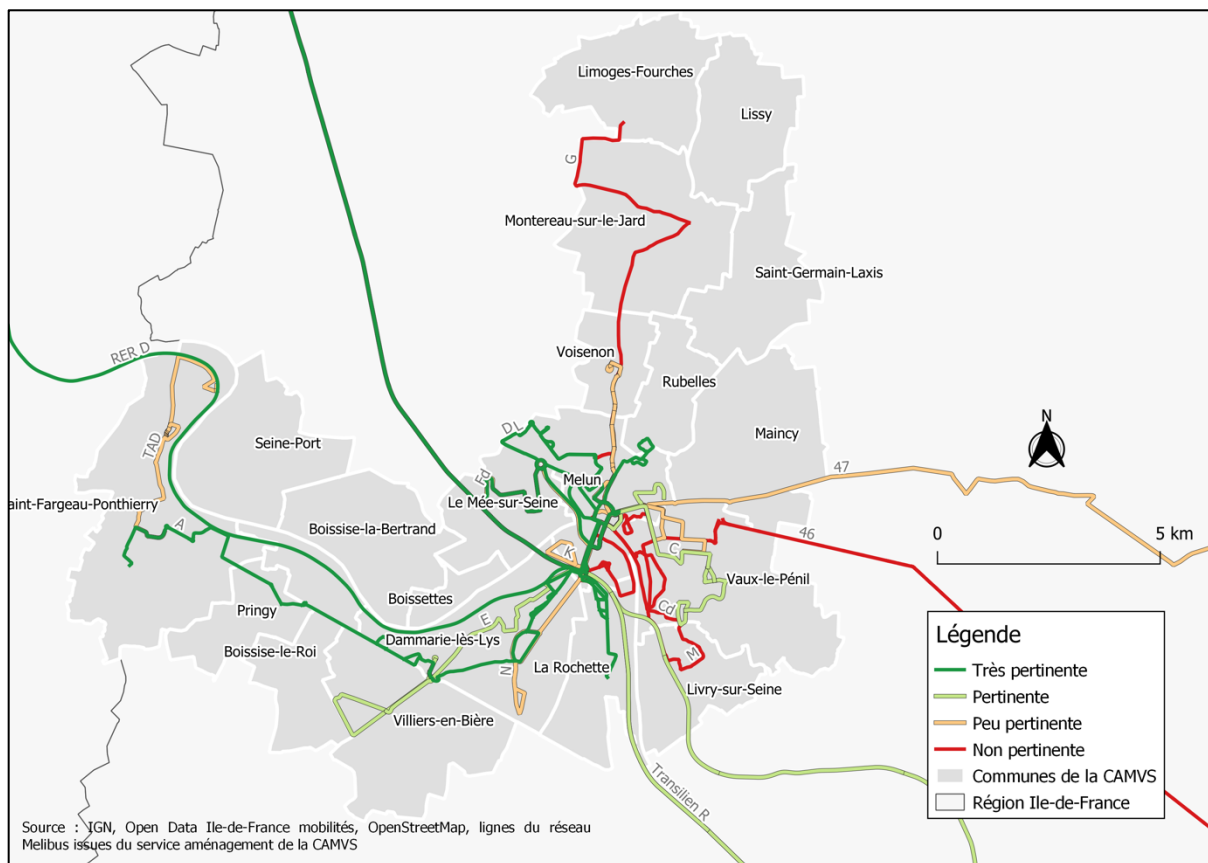 Limoges-Fourches
Lissy
G
Montereau-sur-le-Jard
Saint-Germain-Laxis
Voisenon
RER D
Rubelles
N
DL
Maincy
Seine-Port
TAD
47
Fd
Melun
Le Mée-sur-Seine
aint-Fargeau-Ponthierry
A
46
0
5 km
Boissise-la-Bertrand
K
C
Vaux-le-Pénil
Boissettes
Pringy
E
Cd
Dammarie-lès-Lys
Boissise-le-Roi
M
La Rochette
N
Livry-sur-Seine
Villiers-en-Bière
Transilien R
Légende
Très pertinente
Pertinente
Peu pertinente
Non pertinente
Communes de la CAMVS
Région Ile-de-France
Source : IGN, Open Data Ile-de-France mobilités, OpenStreetMap, lignes du réseau
Melibus issues du service aménagement de la CAMVS